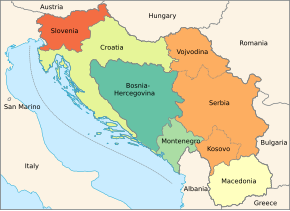 Austria
Hungary
Slovenia
Croatia
Vojvodina
Romania
Bosnia-
Hercegovina
Serbia
San Marino
Montenegro
Kosovo
Bulgaria
Italy
Albania
Macedonia
Greece